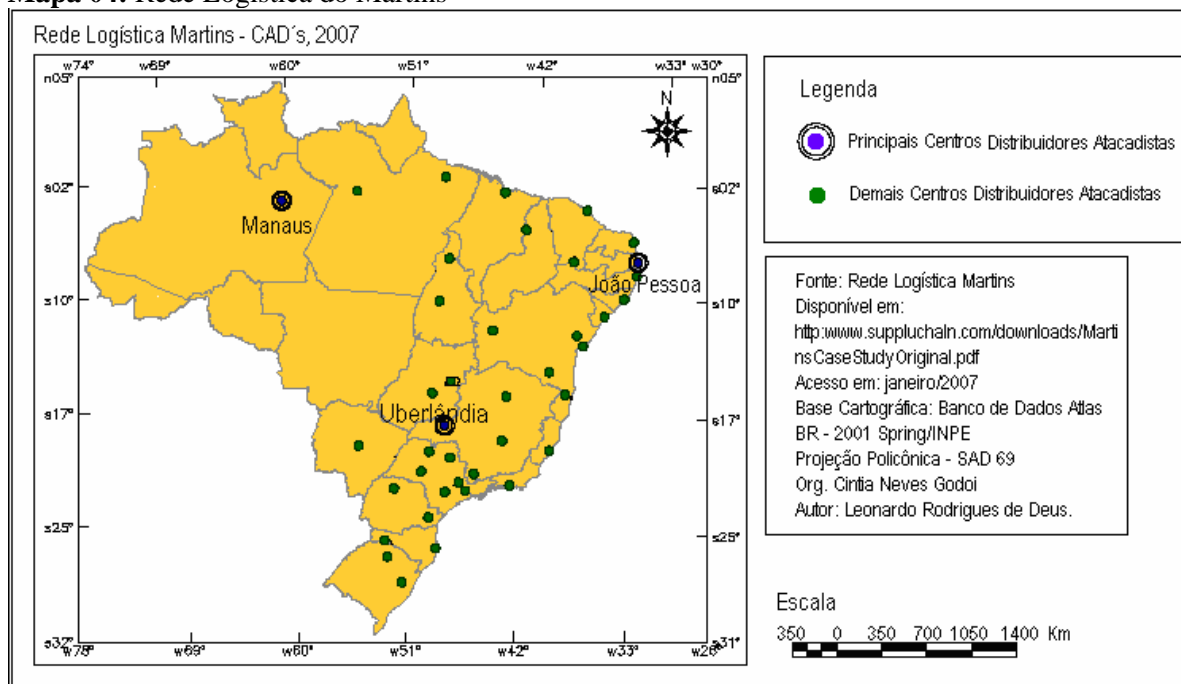 Mapa 04: Rede Logística do Martins
Rede Logística Martins - CAD´s, 2007
w74° w69° w60° w51° w42° w33° w30°
n05° n05°
N
s02° s02°
Manaus
João Pessoa
s10° s10°
Uberlândia
s17° s17°
s25° s25°
s32° s31°
w78° w69° w60° w51° w42° w33° w26°
Legenda
Principais Centros Distribuidores Atacadistas
Demais Centros Distribuidores Atacadistas
Fonte: Rede Logística Martins
Disponível em:
http:www.suppluchaln.com/downloads/Marti
nsCaseStudyOriginal.pdf
Acesso em: janeiro/2007
Base Cartográfica: Banco de Dados Atlas
BR - 2001 Spring/INPE
Projeção Policônica - SAD 69
Org. Cintia Neves Godoi
Autor: Leonardo Rodrigues de Deus.
Escala
350 0 350 700 1050 1400 Km